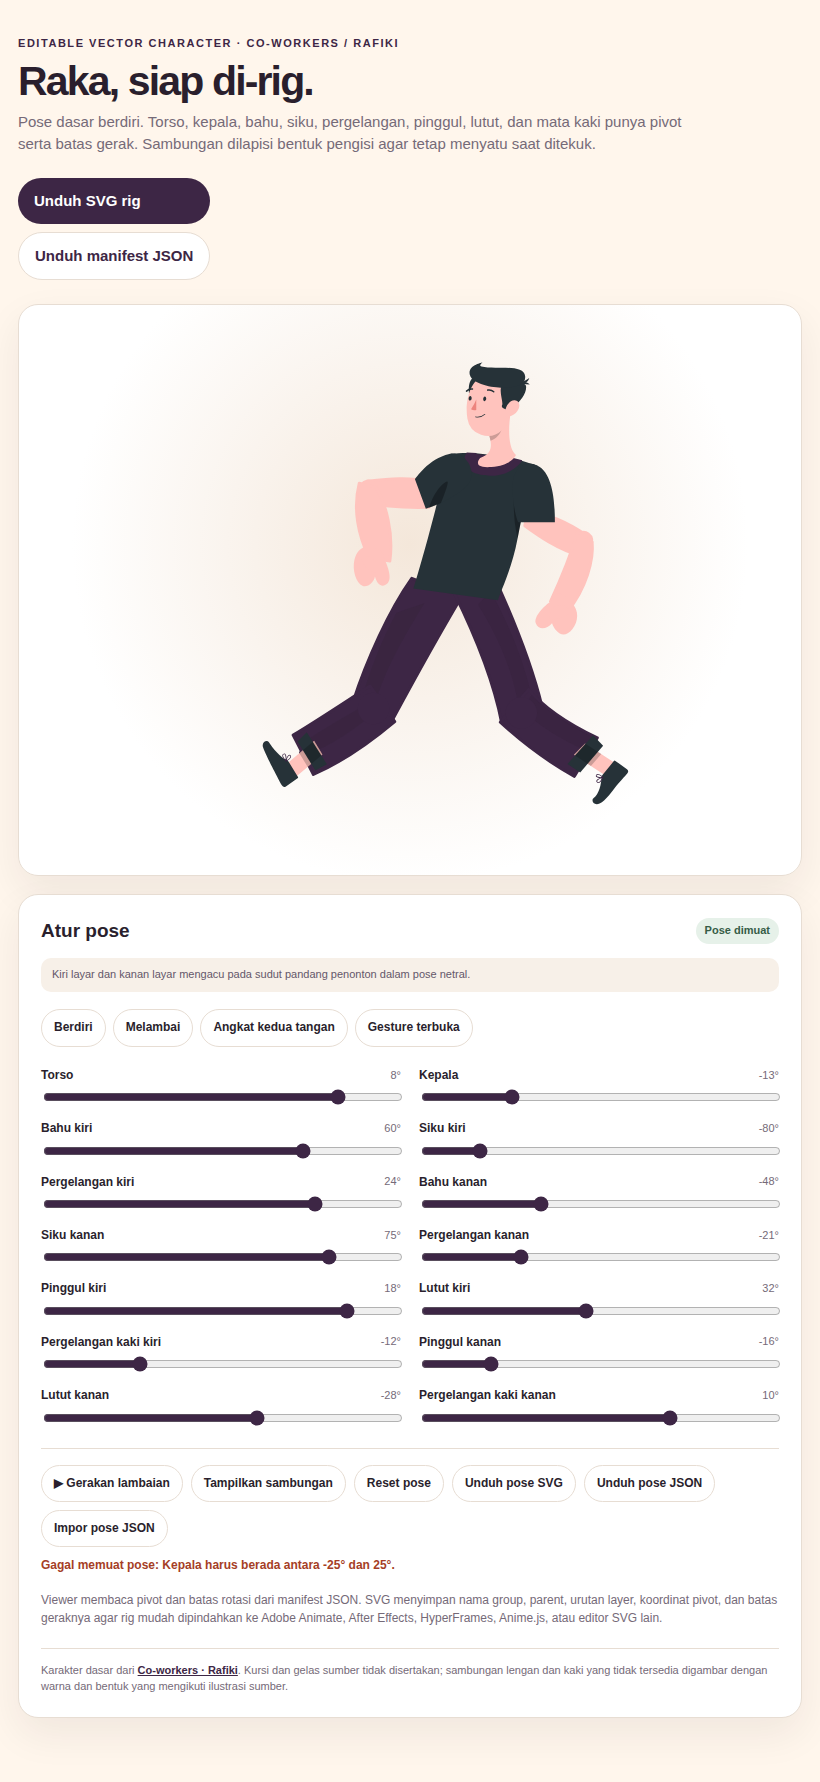 EDITABLE VECTOR CHARACTER · CO-WORKERS / RAFIKI
Raka, siap di-rig.
Pose dasar berdiri. Torso, kepala, bahu, siku, pergelangan, pinggul, lutut, dan mata kaki punya pivot
serta batas gerak. Sambungan dilapisi bentuk pengisi agar tetap menyatu saat ditekuk.
Unduh SVG rig
Unduh manifest JSON
Atur pose
Pose dimuat
Kiri layar dan kanan layar mengacu pada sudut pandang penonton dalam pose netral.
Berdiri
Melambai
Angkat kedua tangan
Gesture terbuka
Torso 8°
Kepala -13°
Bahu kiri 60°
Siku kiri -80°
Pergelangan kiri 24°
Bahu kanan -48°
Siku kanan 75°
Pergelangan kanan -21°
Pinggul kiri 18°
Lutut kiri 32°
Pergelangan kaki kiri -12°
Pinggul kanan -16°
Lutut kanan -28°
Pergelangan kaki kanan 10°
▶ Gerakan lambaian
Tampilkan sambungan
Reset pose
Unduh pose SVG
Unduh pose JSON
Impor pose JSON
Gagal memuat pose: Kepala harus berada antara -25° dan 25°.
Viewer membaca pivot dan batas rotasi dari manifest JSON. SVG menyimpan nama group, parent, urutan layer, koordinat pivot, dan batas
geraknya agar rig mudah dipindahkan ke Adobe Animate, After Effects, HyperFrames, Anime.js, atau editor SVG lain.
Karakter dasar dari Co-workers · Rafiki. Kursi dan gelas sumber tidak disertakan; sambungan lengan dan kaki yang tidak tersedia digambar dengan
warna dan bentuk yang mengikuti ilustrasi sumber.